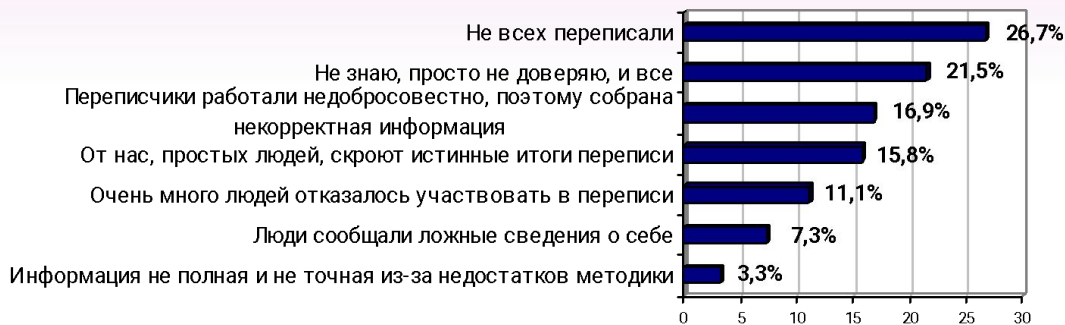 Не всех переписали 26,7%
Не знаю, просто не доверяю, и все 21,5%
Переписчики работали недобросовестно, поэтому собрана
некорректная информация 16,9%
От нас, простых людей, скроют истинные итоги переписи 15,8%
Очень много людей отказалось участвовать в переписи 11,1%
Люди сообщали ложные сведения о себе 7,3%
Информация не полная и не точная из-за недостатков методики 3,3%
0 5 10 15 20 25 30